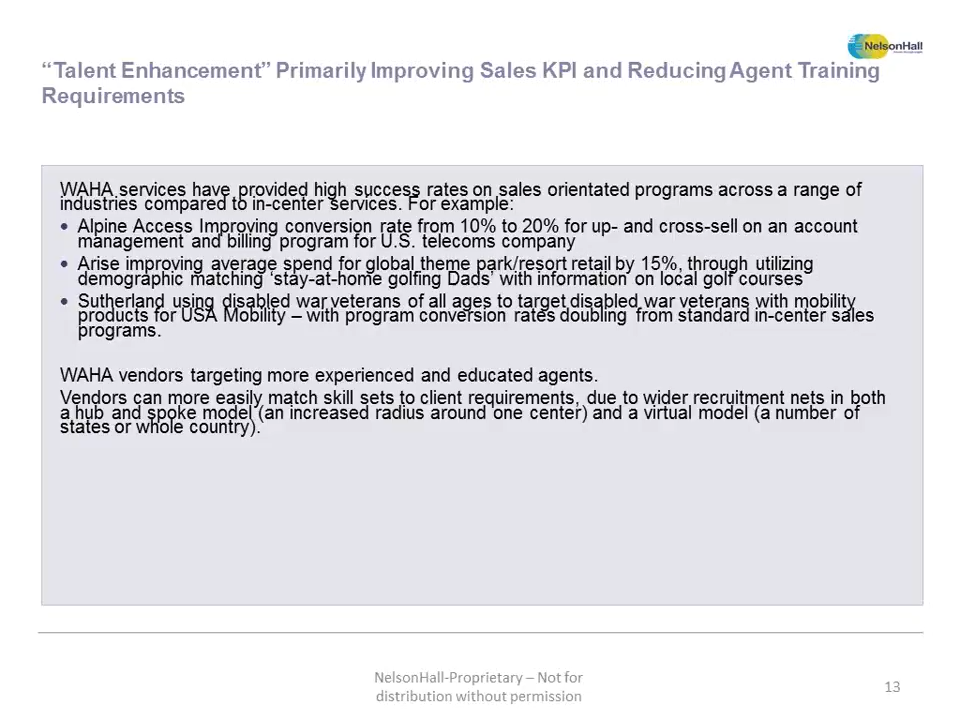 NelsonHall
“Talent Enhancement” Primarily Improving Sales KPI and Reducing Agent Training
Requirements
WAHA services have provided high success rates on sales orientated programs across a range of
industries compared to in-center services. For example:
• Alpine Access Improving conversion rate from 10% to 20% for up- and cross-sell on an account
management and billing program for U.S. telecoms company
• Arise improving average spend for global theme park/resort retail by 15%, through utilizing
demographic matching ‘stay-at-home golfing Dads’ with information on local golf courses
• Sutherland using disabled war veterans of all ages to target disabled war veterans with mobility
products for USA Mobility – with program conversion rates doubling from standard in-center sales
programs.
WAHA vendors targeting more experienced and educated agents.
Vendors can more easily match skill sets to client requirements, due to wider recruitment nets in both
a hub and spoke model (an increased radius around one center) and a virtual model (a number of
states or whole country).
NelsonHall-Proprietary – Not for
distribution without permission
13